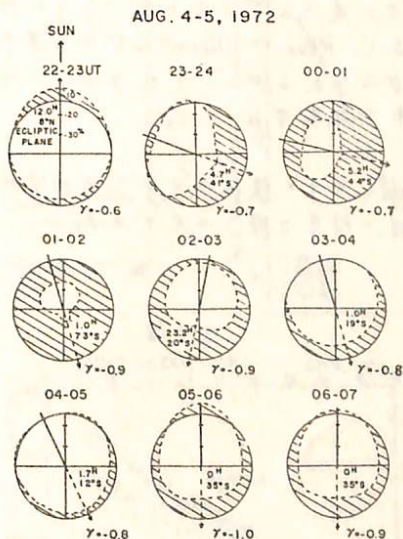 AUG. 4-5, 1972
SUN
22-23UT
23-24
00-01
-10
12.0ᴴ
8°N
-20
ECLIPTIC
PLANE
-30%
4.7ᴴ
41°S
5.2ᴴ
44°S
γ=-0.6
γ=-0.7
γ=-0.7
01-02
02-03
03-04
1.0ᴴ
73°S
23.2ᴴ
20°S
1.0ᴴ
19°S
γ=-0.9
γ=-0.9
γ=-0.8
04-05
05-06
06-07
1.7ᴴ
12°S
0ᴴ
35°S
0ᴴ
35°S
γ=-0.8
γ=-1.0
γ=-0.9